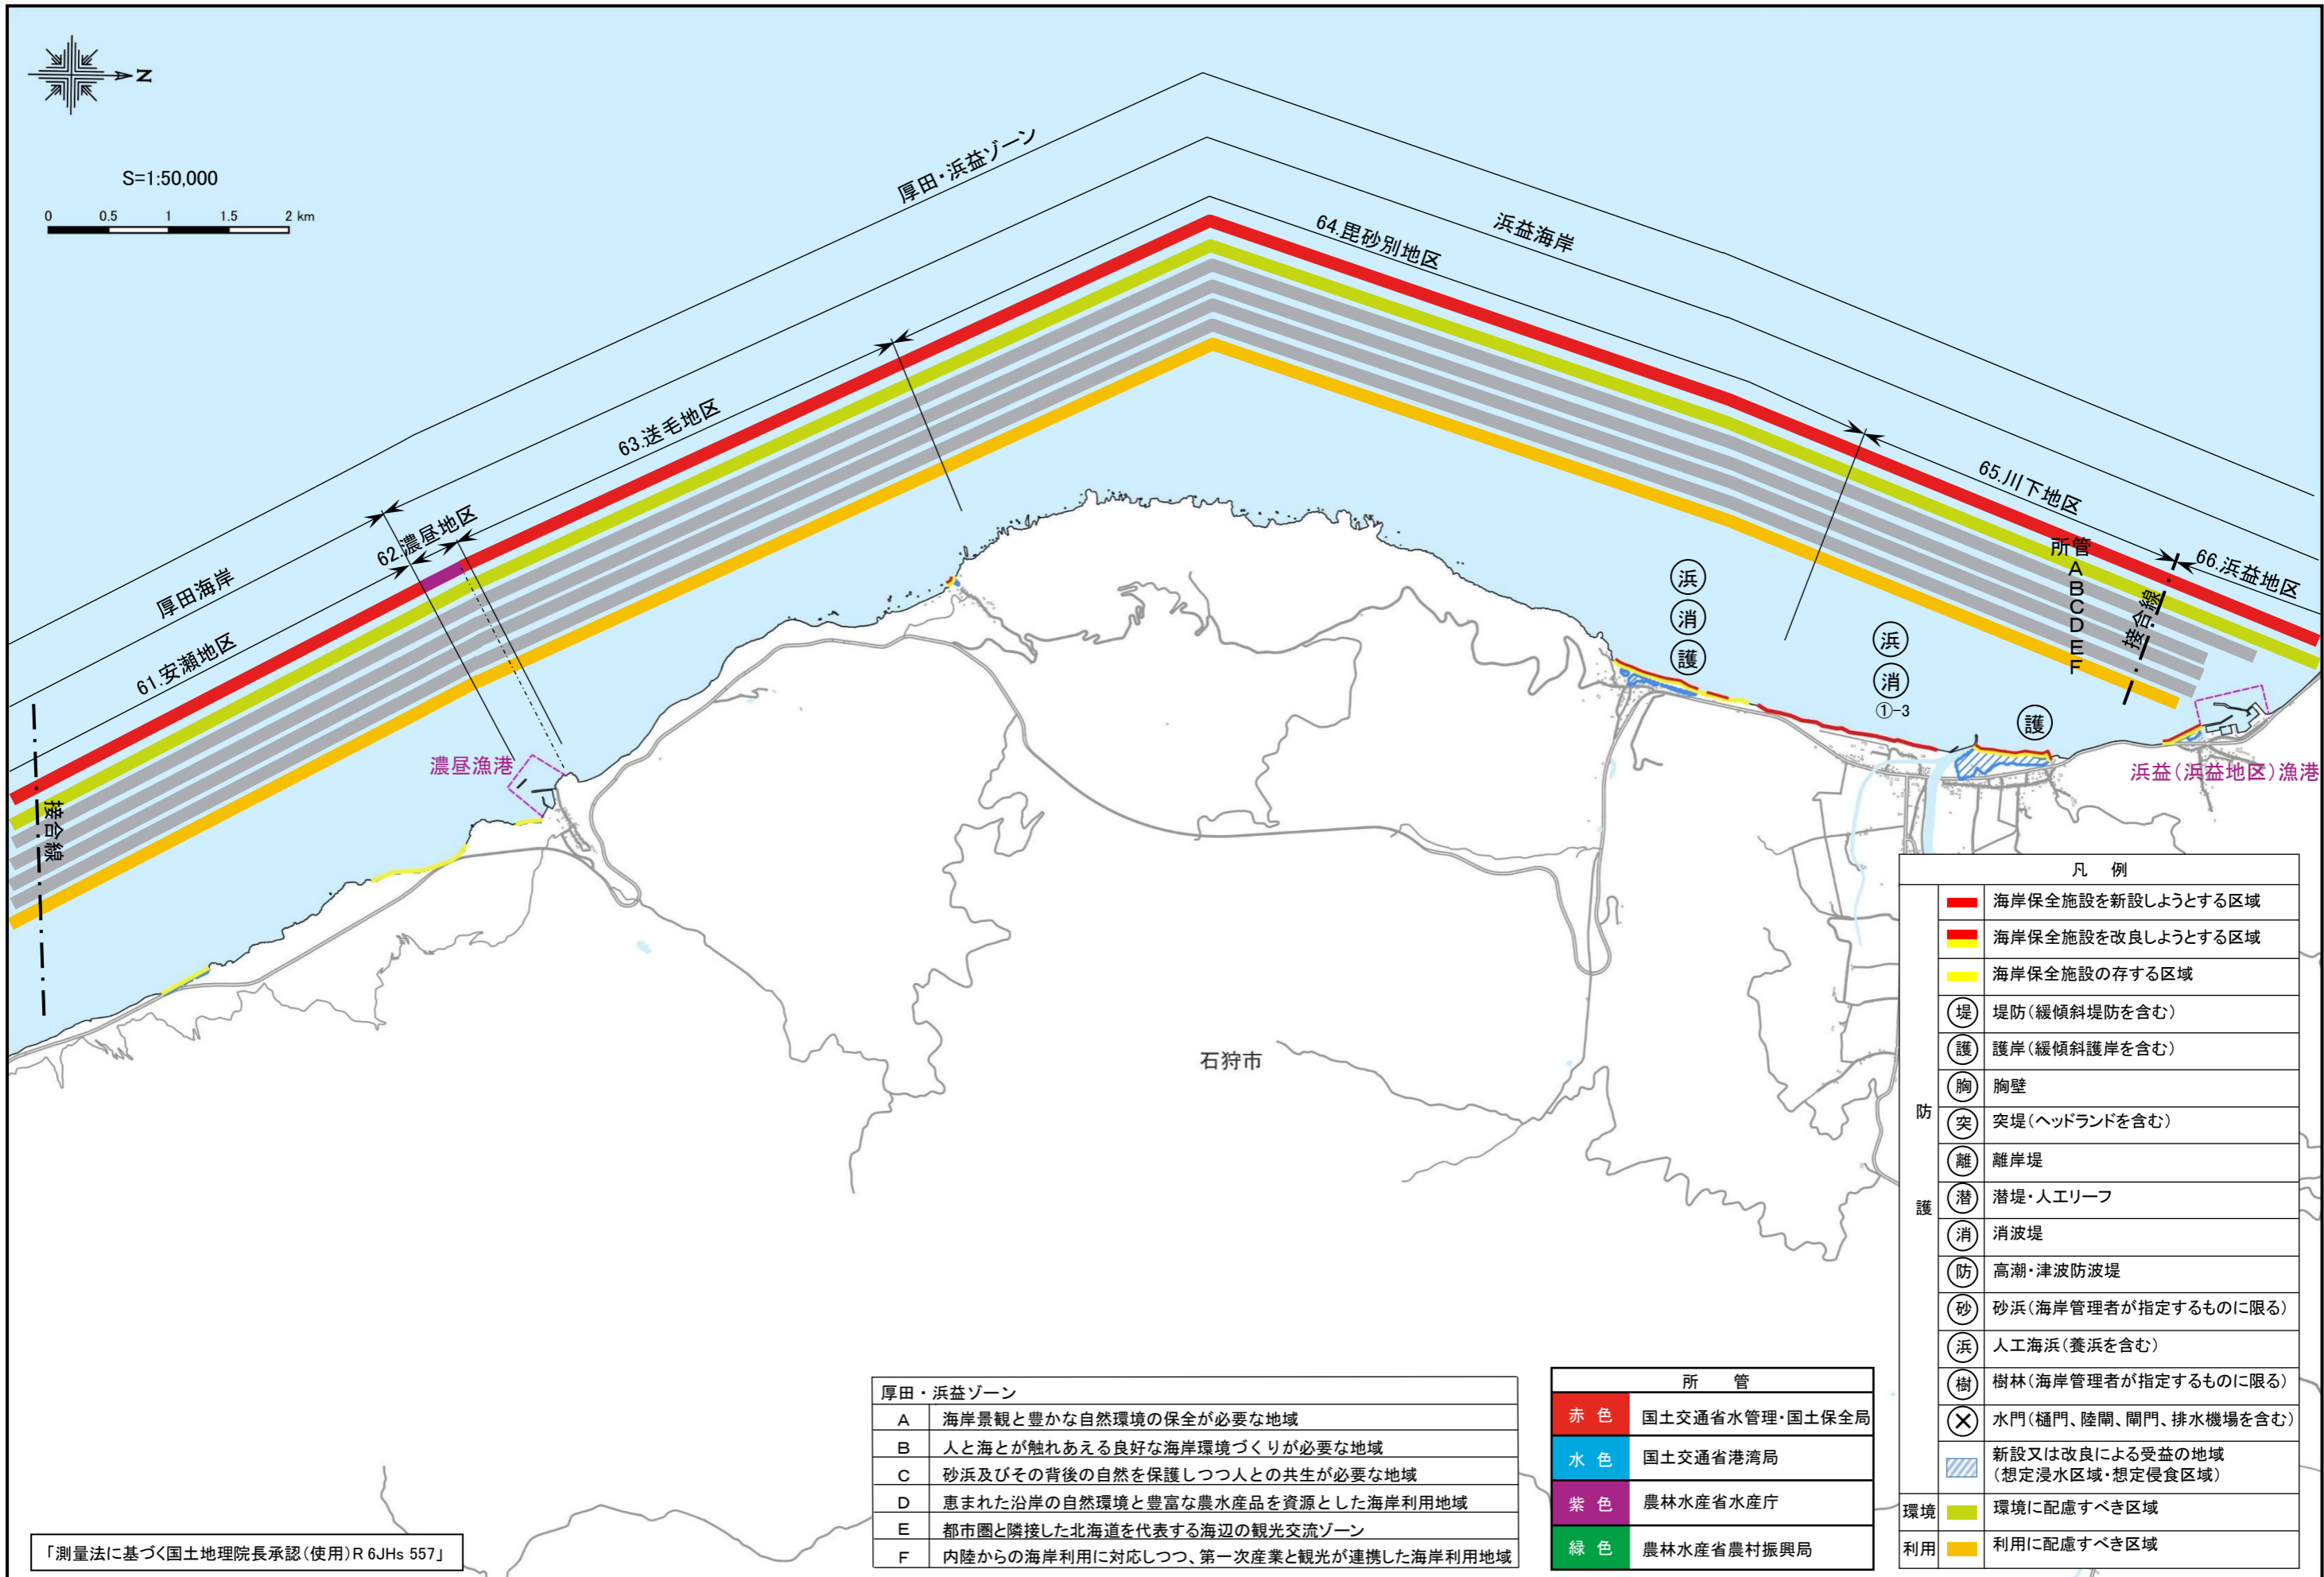 N
S=1:50,000
0 0.5 1 1.5 2 km
厚田・浜益ゾーン
浜益海岸
厚田海岸
61.安瀬地区
62.濃昼地区
63.送毛地区
64.毘砂別地区
65.川下地区
66.浜益地区
所管
A
B
C
D
E
F
接合線
接合線
浜
消
護
浜
消
①-3
護
濃昼漁港
浜益(浜益地区)漁港
石狩市
凡 例
防護
海岸保全施設を新設しようとする区域
海岸保全施設を改良しようとする区域
海岸保全施設の存する区域
堤 堤防(緩傾斜堤防を含む)
護 護岸(緩傾斜護岸を含む)
胸 胸壁
突 突堤(ヘッドランドを含む)
離 離岸堤
潜 潜堤・人工リーフ
消 消波堤
防 高潮・津波防波堤
砂 砂浜(海岸管理者が指定するものに限る)
浜 人工海浜(養浜を含む)
樹 樹林(海岸管理者が指定するものに限る)
水門(樋門、陸閘、閘門、排水機場を含む)
新設又は改良による受益の地域
(想定浸水区域・想定侵食区域)
環境 環境に配慮すべき区域
利用 利用に配慮すべき区域
厚田・浜益ゾーン
A 海岸景観と豊かな自然環境の保全が必要な地域
B 人と海とが触れあえる良好な海岸環境づくりが必要な地域
C 砂浜及びその背後の自然を保護しつつ人との共生が必要な地域
D 恵まれた沿岸の自然環境と豊富な農水産品を資源とした海岸利用地域
E 都市圏と隣接した北海道を代表する海辺の観光交流ゾーン
F 内陸からの海岸利用に対応しつつ、第一次産業と観光が連携した海岸利用地域
所 管
赤 色 国土交通省水管理・国土保全局
水 色 国土交通省港湾局
紫 色 農林水産省水産庁
緑 色 農林水産省農村振興局
「測量法に基づく国土地理院長承認(使用)R 6JHs 557」